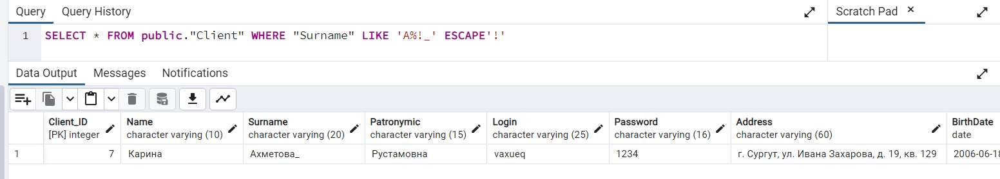 Query Query History Scratch Pad ×
1 SELECT * FROM public."Client" WHERE "Surname" LIKE 'A%!_' ESCAPE'!'
Data Output Messages Notifications
Client_ID Name Surname Patronymic Login Password Address BirthDate
[PK] integer character varying (10) character varying (20) character varying (15) character varying (25) character varying (16) character varying (60) date
1 7 Карина Ахметова_ Рустамовна vaxueq 1234 г. Сургут, ул. Ивана Захарова, д. 19, кв. 129 2006-06-18